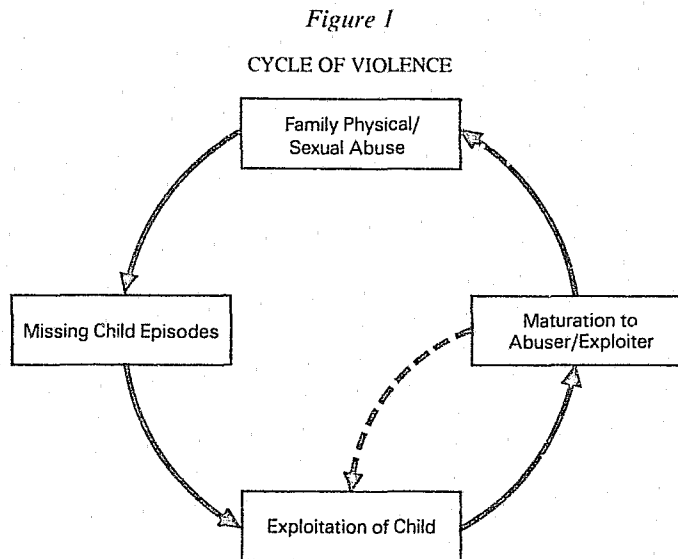 Figure 1
CYCLE OF VIOLENCE
Family Physical/
Sexual Abuse
Missing Child Episodes
Maturation to
Abuser/Exploiter
Exploitation of Child